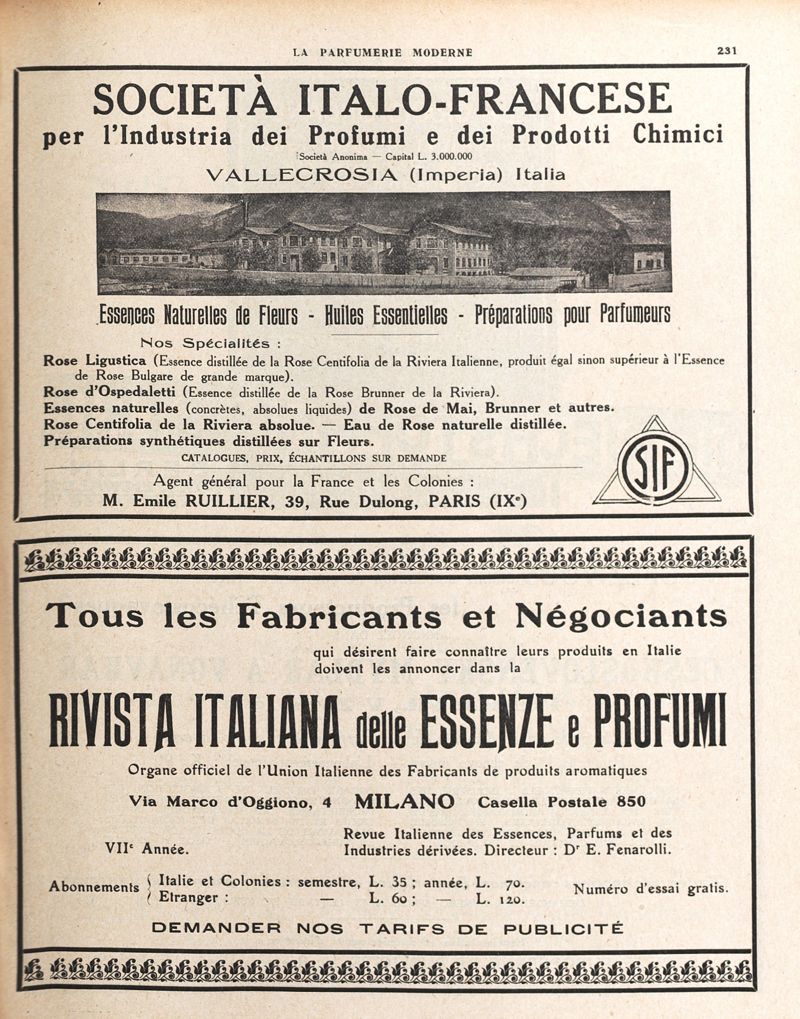 LA PARFUMERIE MODERNE
231
SOCIETÀ ITALO-FRANCESE
per l'Industria dei Profumi e dei Prodotti Chimici
Società Anonima — Capital L. 3.000.000
VALLECROSIA (Imperia) Italia
Essences Naturelles de Fleurs - Huiles Essentielles - Préparations pour Parfumeurs
Nos Spécialités :
Rose Ligustica (Essence distillée de la Rose Centifolia de la Riviera Italienne, produit égal sinon supérieur à l'Essence
de Rose Bulgare de grande marque).
Rose d'Ospedaletti (Essence distillée de la Rose Brunner de la Riviera).
Essences naturelles (concrètes, absolues liquides) de Rose de Mai, Brunner et autres.
Rose Centifolia de la Riviera absolue. — Eau de Rose naturelle distillée.
Préparations synthétiques distillées sur Fleurs.
CATALOGUES, PRIX, ÉCHANTILLONS SUR DEMANDE
Agent général pour la France et les Colonies :
M. Emile RUILLIER, 39, Rue Dulong, PARIS (IXe)
SIF
Tous les Fabricants et Négociants
qui désirent faire connaître leurs produits en Italie
doivent les annoncer dans la
RIVISTA ITALIANA delle ESSENZE e PROFUMI
Organe officiel de l'Union Italienne des Fabricants de produits aromatiques
Via Marco d'Oggiono, 4 MILANO Casella Postale 850
VIIe Année.
Revue Italienne des Essences, Parfums et des
Industries dérivées. Directeur : Dr E. Fenarolli.
Abonnements
Italie et Colonies : semestre, L. 35 ; année, L. 70.
Etranger : — L. 60 ; — L. 120.
Numéro d'essai gratis.
DEMANDER NOS TARIFS DE PUBLICITÉ